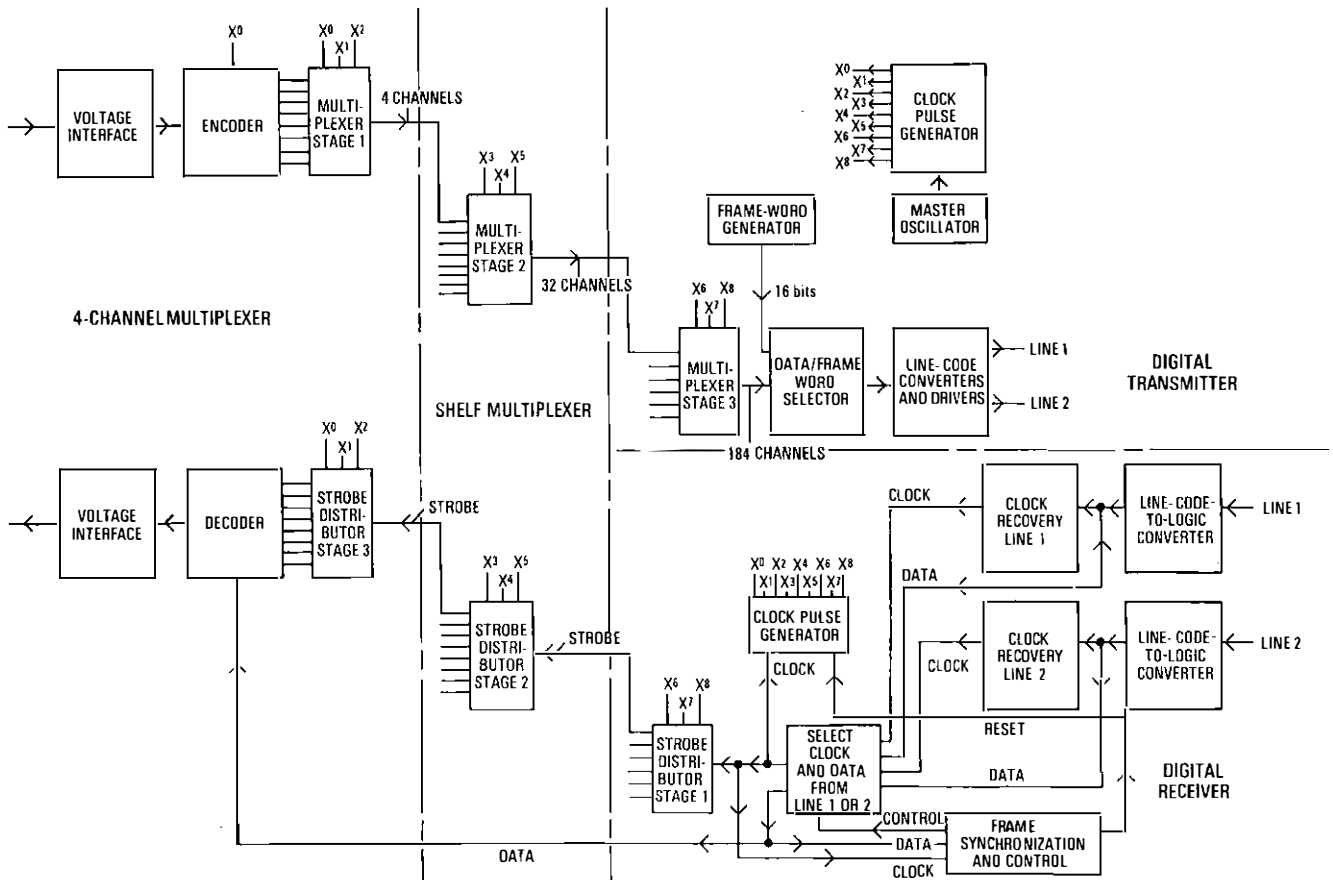 X0
X0
X1
X2
VOLTAGE
INTERFACE
ENCODER
MULTI-
PLEXER
STAGE 1
4 CHANNELS
X3
X4
X5
MULTI-
PLEXER
STAGE 2
32 CHANNELS
4-CHANNEL MULTIPLEXER
SHELF MULTIPLEXER
X0
X1
X2
X3
X4
X5
X6
X7
X8
CLOCK
PULSE
GENERATOR
MASTER
OSCILLATOR
FRAME-WORD
GENERATOR
16 bits
X6
X7
X8
MULTI-
PLEXER
STAGE 3
DATA/FRAME
WORD
SELECTOR
LINE-CODE
CONVERTERS
AND DRIVERS
LINE 1
LINE 2
DIGITAL
TRANSMITTER
184 CHANNELS
X0
X1
X2
VOLTAGE
INTERFACE
DECODER
STROBE
DISTRI-
BUTOR
STAGE 3
STROBE
X3
X4
X5
STROBE
DISTRI-
BUTOR
STAGE 2
STROBE
X6
X7
X8
STROBE
DISTRI-
BUTOR
STAGE 1
X0
X2
X4
X6
X8
X1
X3
X5
X7
CLOCK PULSE
GENERATOR
CLOCK
CLOCK
CLOCK
RECOVERY
LINE 1
LINE-CODE-
TO-LOGIC
CONVERTER
LINE 1
DATA
CLOCK
CLOCK
RECOVERY
LINE 2
LINE-CODE-
TO-LOGIC
CONVERTER
LINE 2
RESET
SELECT
CLOCK
AND DATA
FROM
LINE 1 OR 2
DATA
DIGITAL
RECEIVER
CONTROL
DATA
CLOCK
FRAME
SYNCHRONIZATION
AND CONTROL
DATA